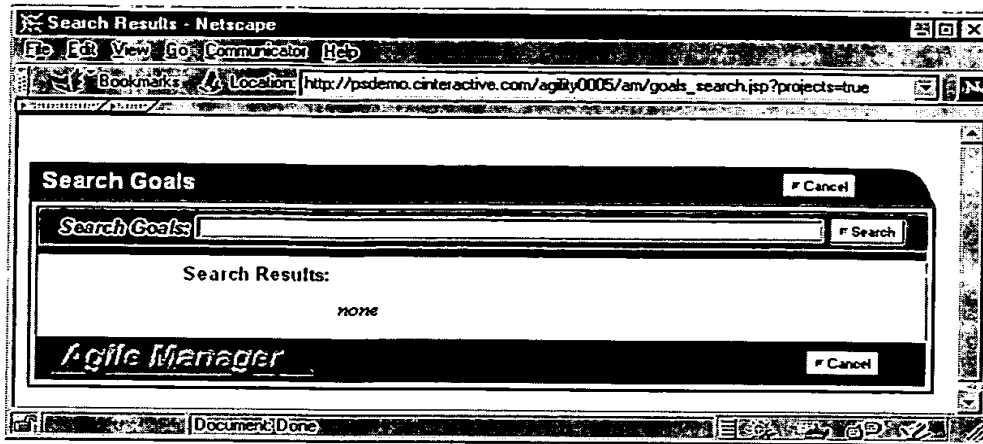 Search Results - Netscape
File Edit View Go Communicator Help
Bookmarks Location: http://psdemo.cinteractive.com/agility0005/am/goals_search.jsp?projects=true
Search Goals
Cancel
Search Goals: Search
Search Results:
none
Agile Manager
Cancel
Document: Done